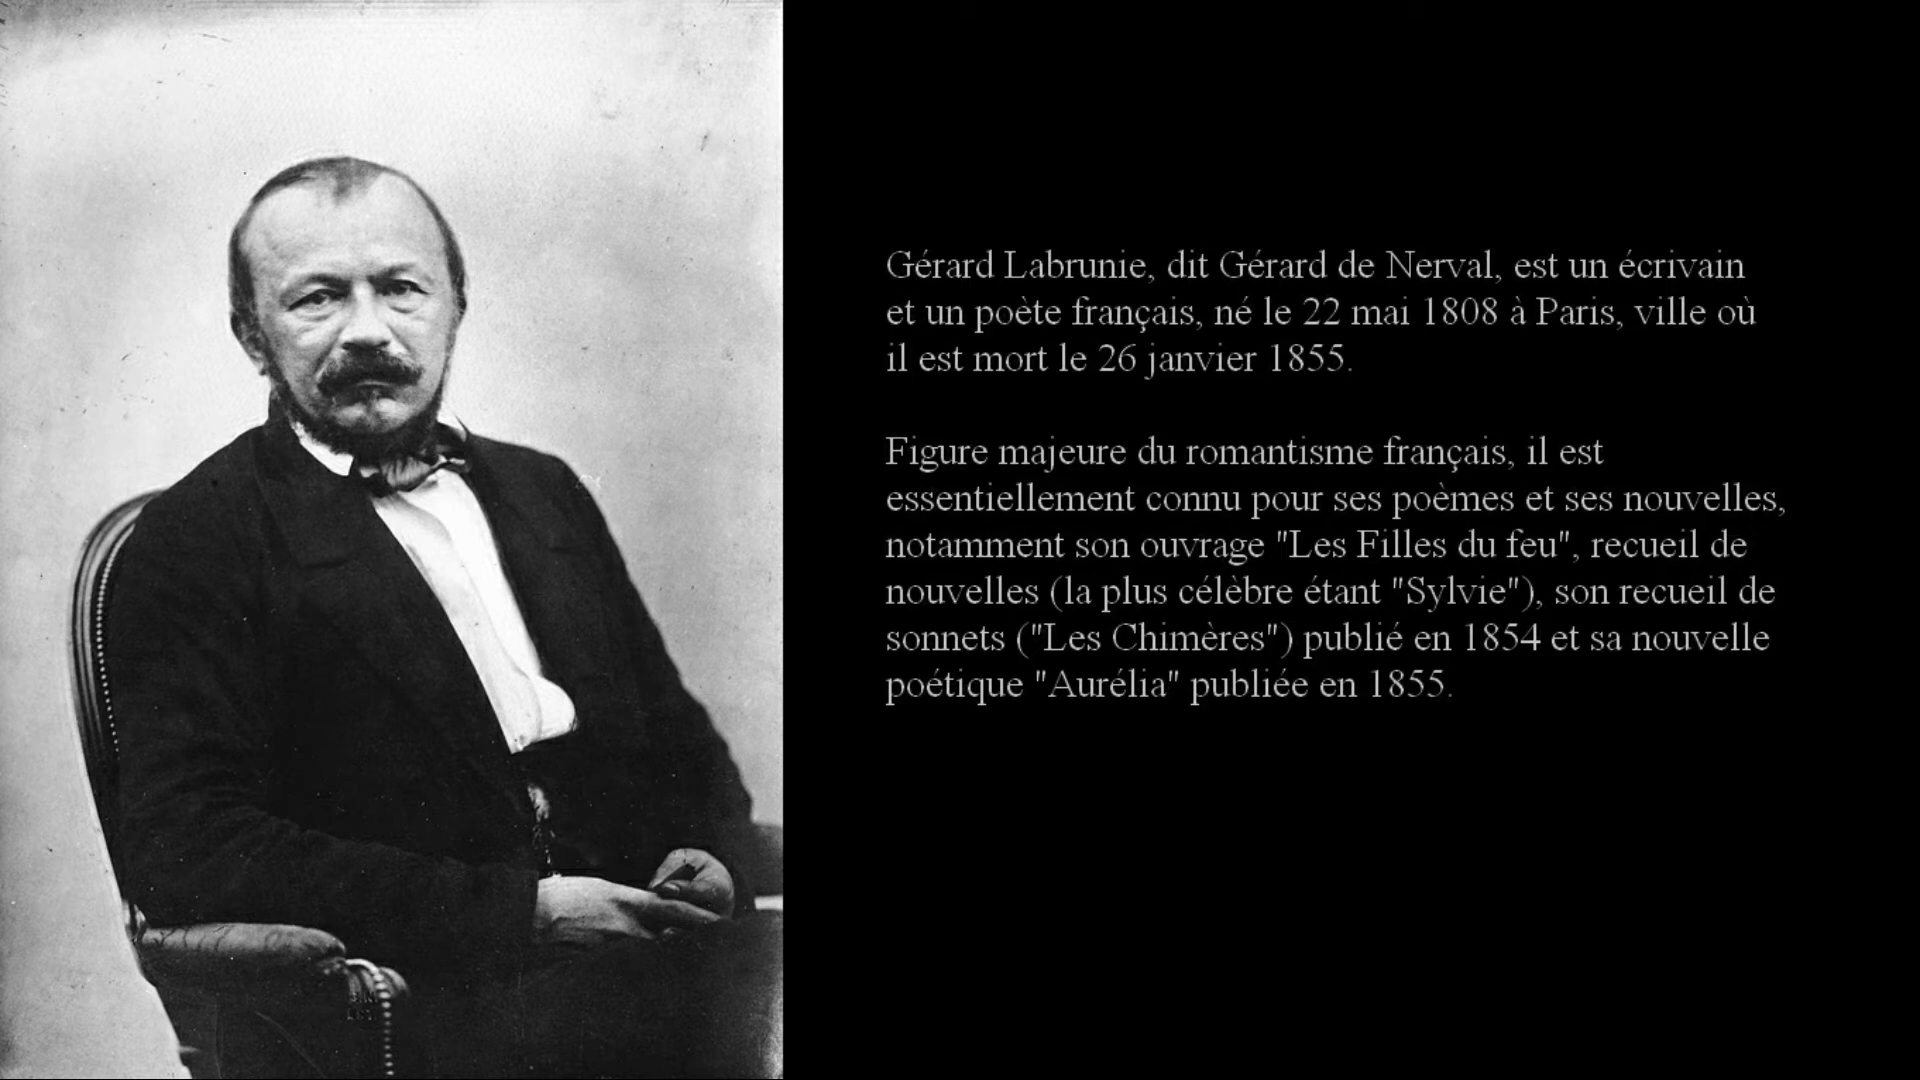 Gérard Labrunie, dit Gérard de Nerval, est un écrivain
et un poète français, né le 22 mai 1808 à Paris, ville où
il est mort le 26 janvier 1855.
Figure majeure du romantisme français, il est
essentiellement connu pour ses poèmes et ses nouvelles,
notamment son ouvrage "Les Filles du feu", recueil de
nouvelles (la plus célèbre étant "Sylvie"), son recueil de
sonnets ("Les Chimères") publié en 1854 et sa nouvelle
poétique "Aurélia" publiée en 1855.